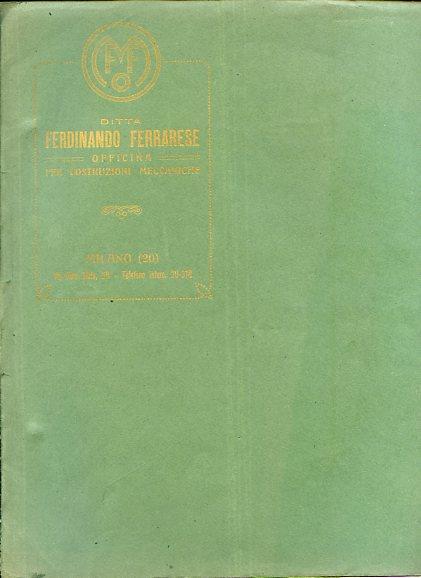 DITTA
FERDINANDO FERRARESE
OFFICINA
PER COSTRUZIONI MECCANICHE
MILANO (20)